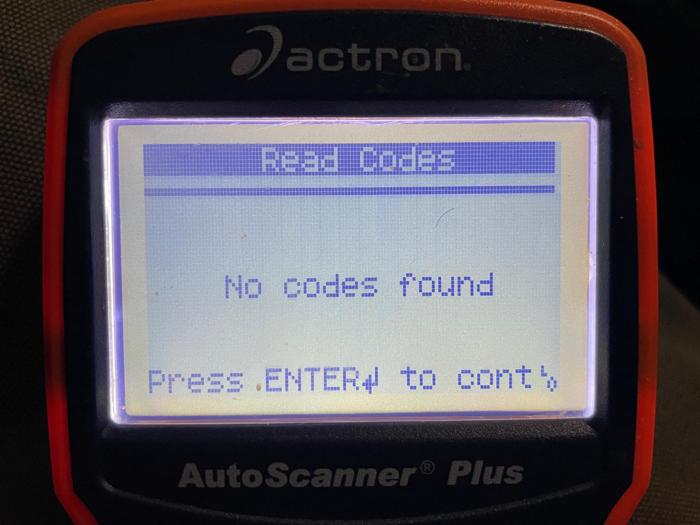 actron®
Read Codes
No codes found
Press ENTER↲ to cont
AutoScanner® Plus